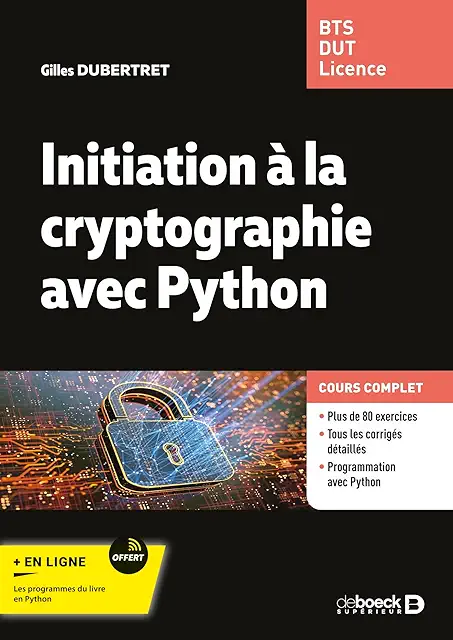 BTS
DUT
Licence
Gilles DUBERTRET
Initiation à la
cryptographie
avec Python
COURS COMPLET
• Plus de 80 exercices
• Tous les corrigés
détaillés
• Programmation
avec Python
+ EN LIGNE
OFFERT
Les programmes du livre
en Python
deboeck B
SUPÉRIEUR